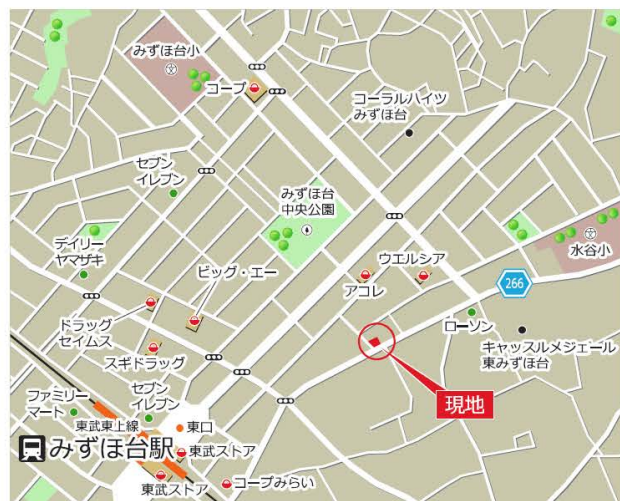 みずほ台小
コープ
コーラルハイツ
みずほ台
セブン
イレブン
みずほ台
中央公園
デイリー
ヤマザキ
ビッグ・エー
ウエルシア
アコレ
水谷小
266
ドラッグ
セイムス
スギドラッグ
ローソン
キャッスルメジェール
東みずほ台
現地
ファミリー
マート
セブン
イレブン
東武東上線
東口
みずほ台駅
東武ストア
東武ストア
コープみらい